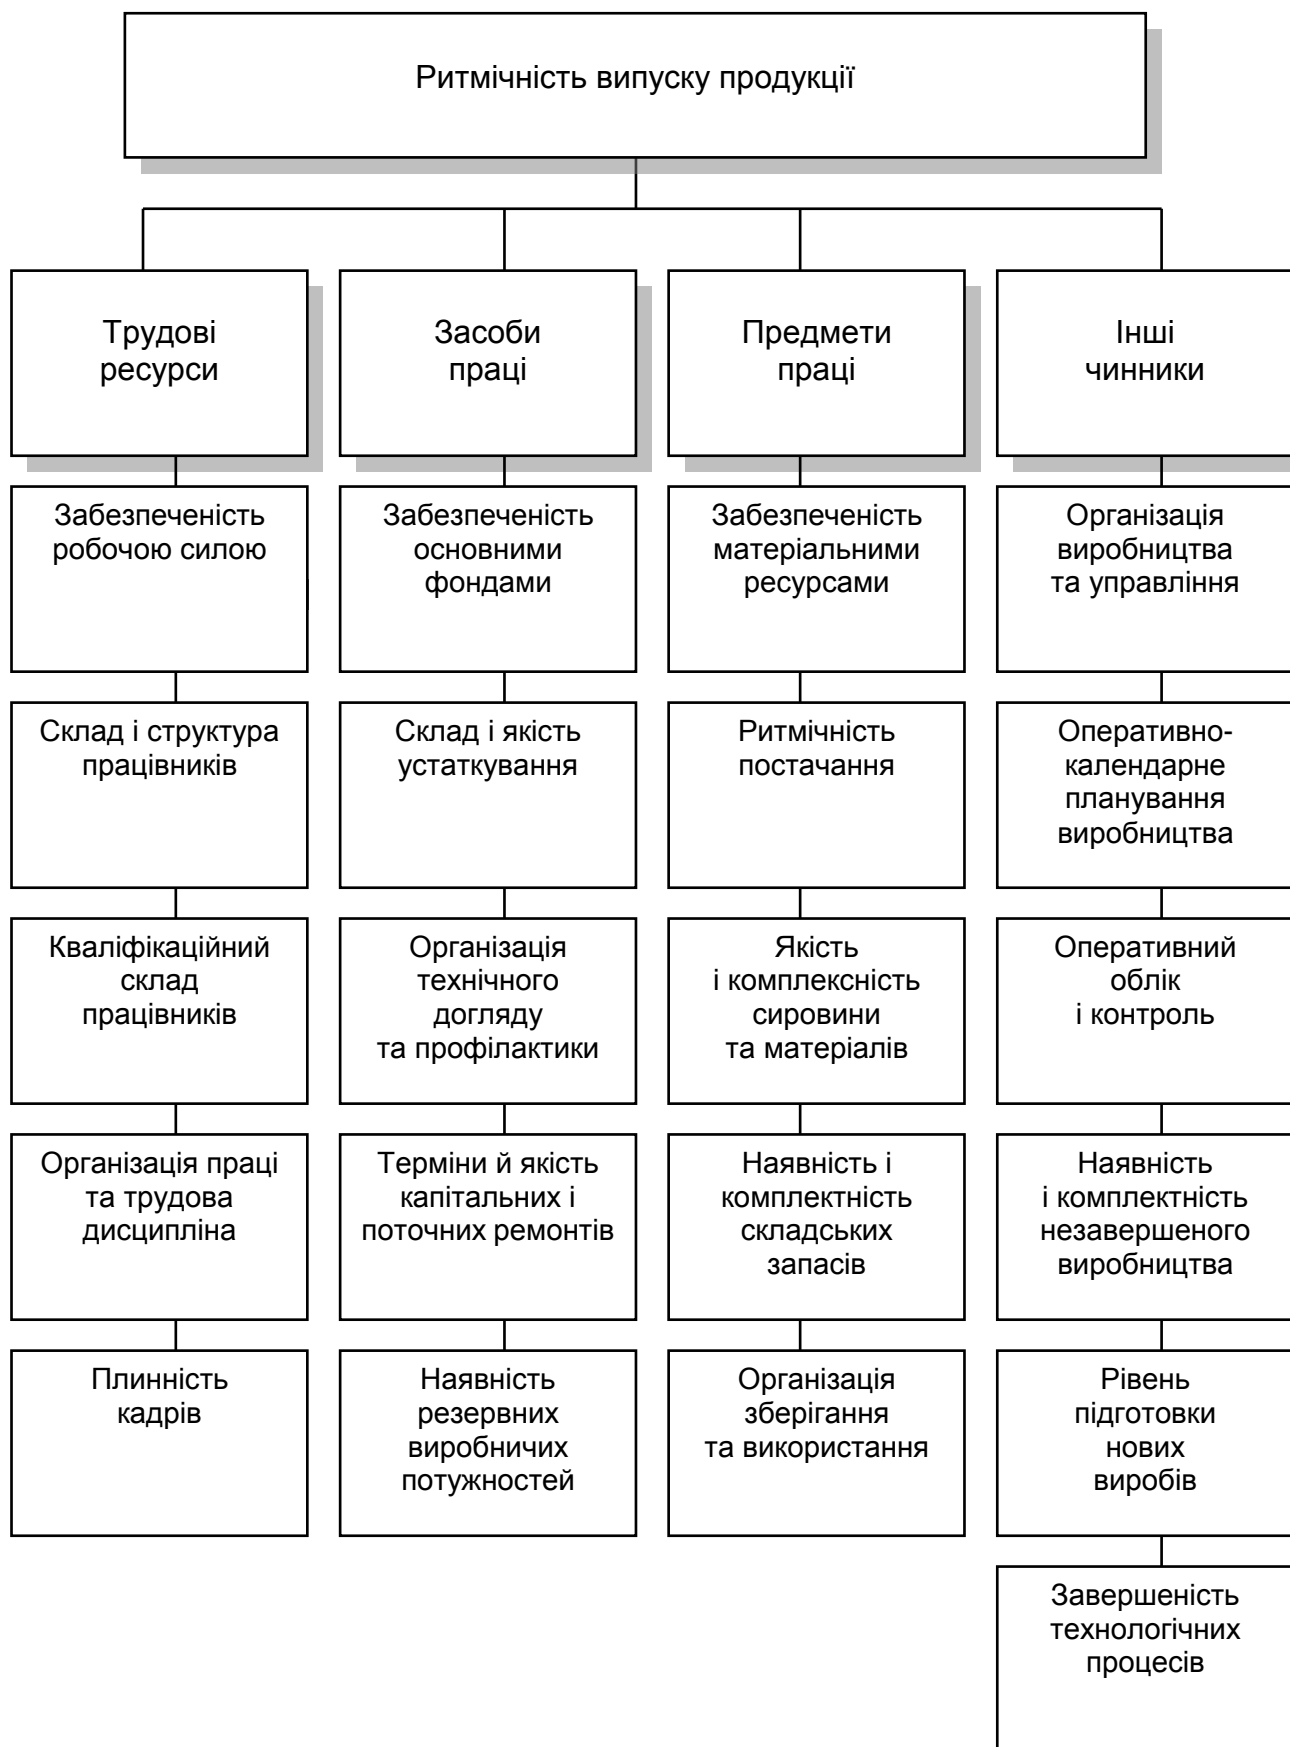 Ритмічність випуску продукції
Трудові
ресурси
Засоби
праці
Предмети
праці
Інші
чинники
Забезпеченість
робочою силою
Забезпеченість
основними
фондами
Забезпеченість
матеріальними
ресурсами
Організація
виробництва
та управління
Склад і структура
працівників
Склад і якість
устаткування
Ритмічність
постачання
Оперативно-
календарне
планування
виробництва
Кваліфікаційний
склад
працівників
Організація
технічного
догляду
та профілактики
Якість
і комплексність
сировини
та матеріалів
Оперативний
облік
і контроль
Організація праці
та трудова
дисципліна
Терміни й якість
капітальних і
поточних ремонтів
Наявність і
комплектність
складських
запасів
Наявність
і комплектність
незавершеного
виробництва
Плинність
кадрів
Наявність
резервних
виробничих
потужностей
Організація
зберігання
та використання
Рівень
підготовки
нових
виробів
Завершеність
технологічних
процесів